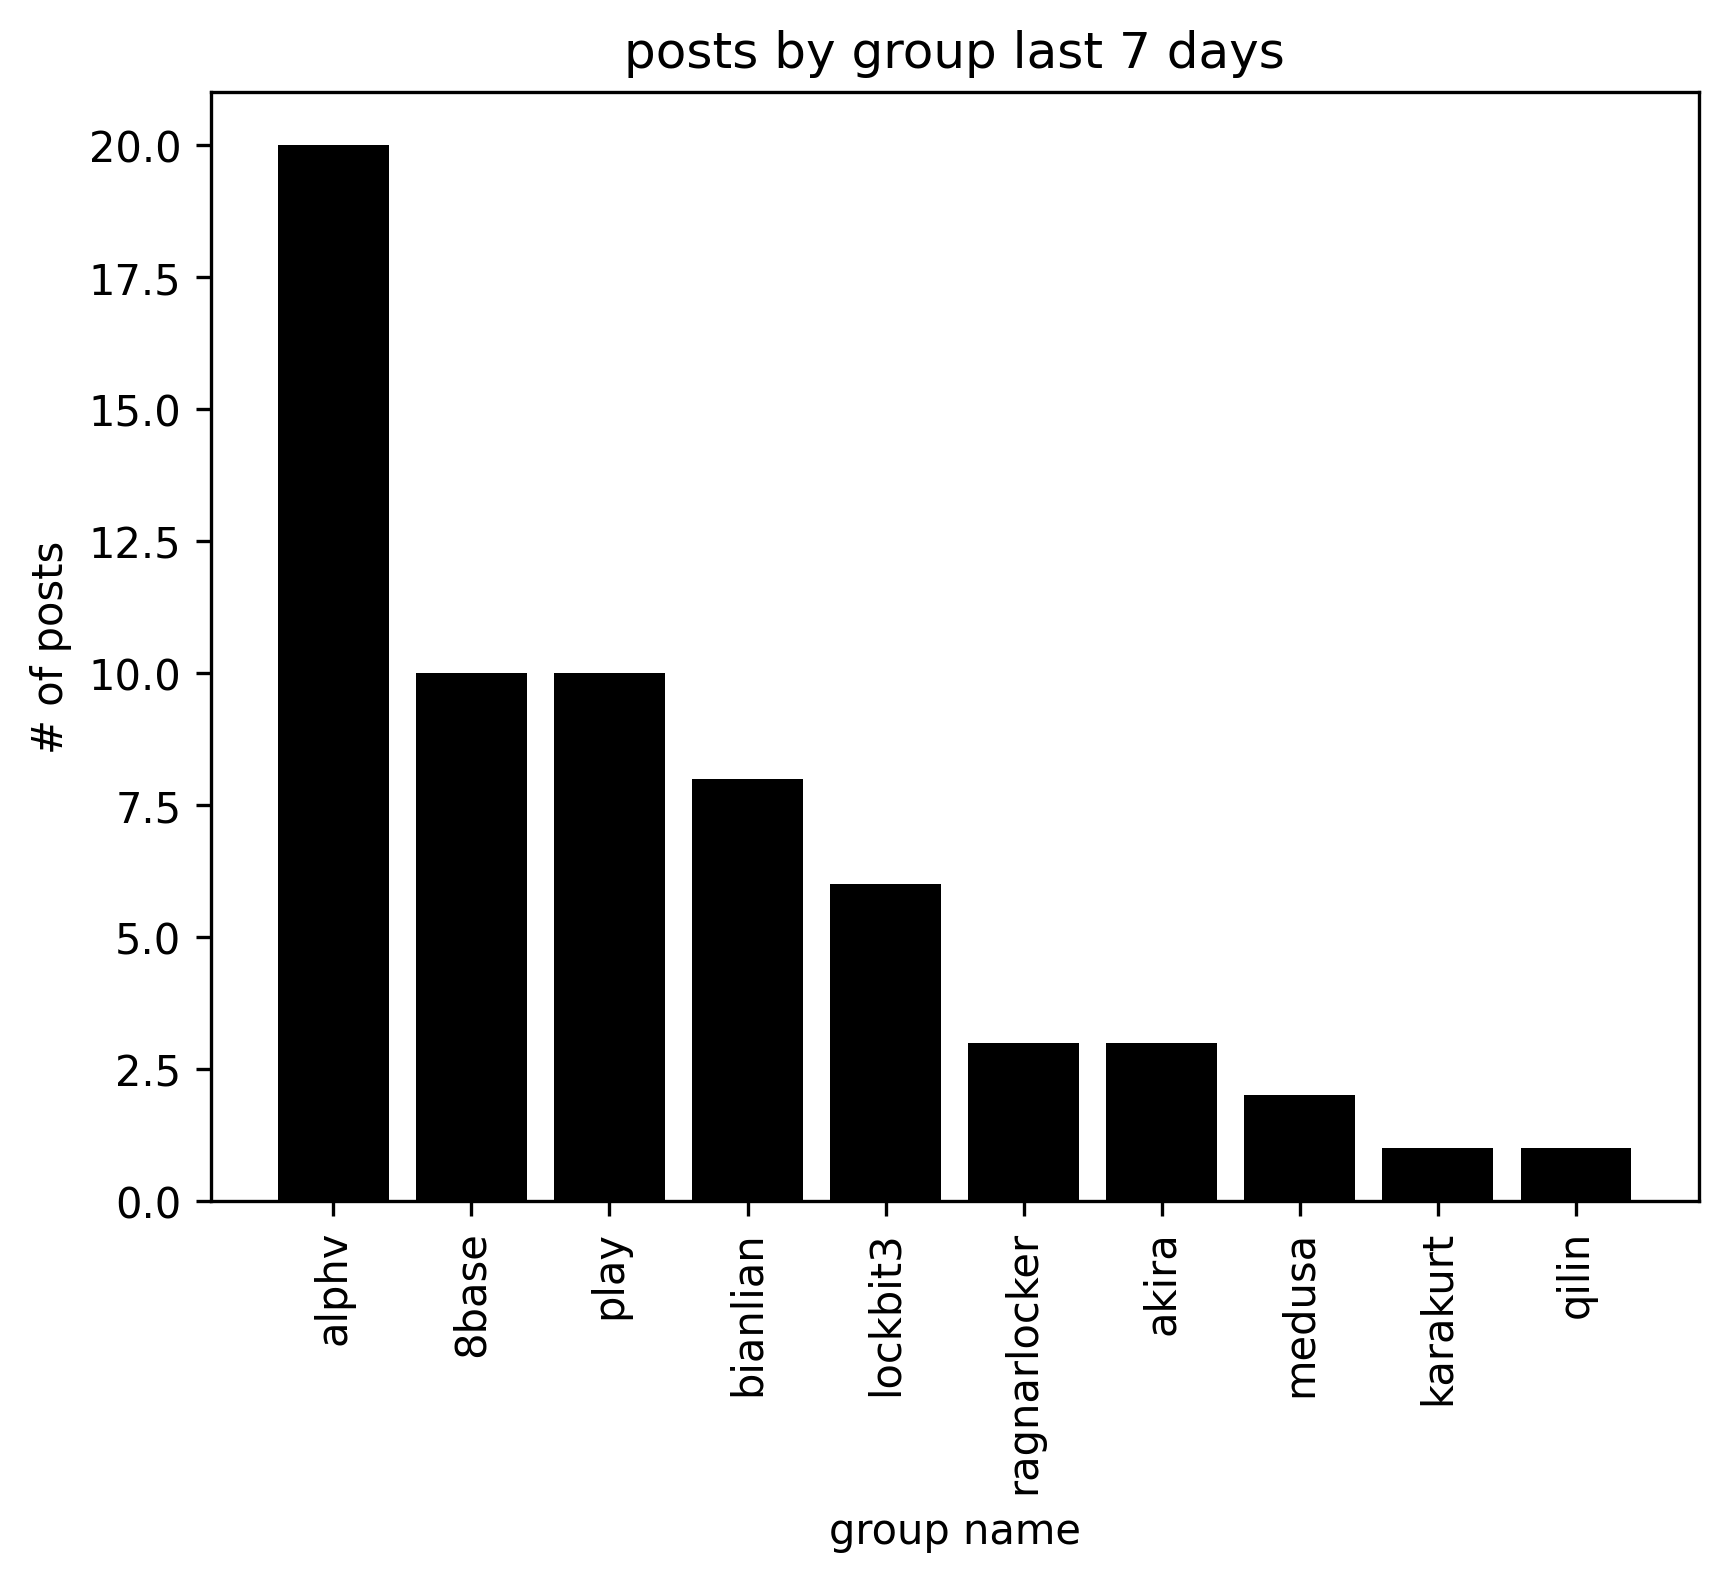 posts by group last 7 days
# of posts
20.0
17.5
15.0
12.5
10.0
7.5
5.0
2.5
0.0
alphv
8base
play
bianlian
lockbit3
ragnarlocker
akira
medusa
karakurt
qilin
group name